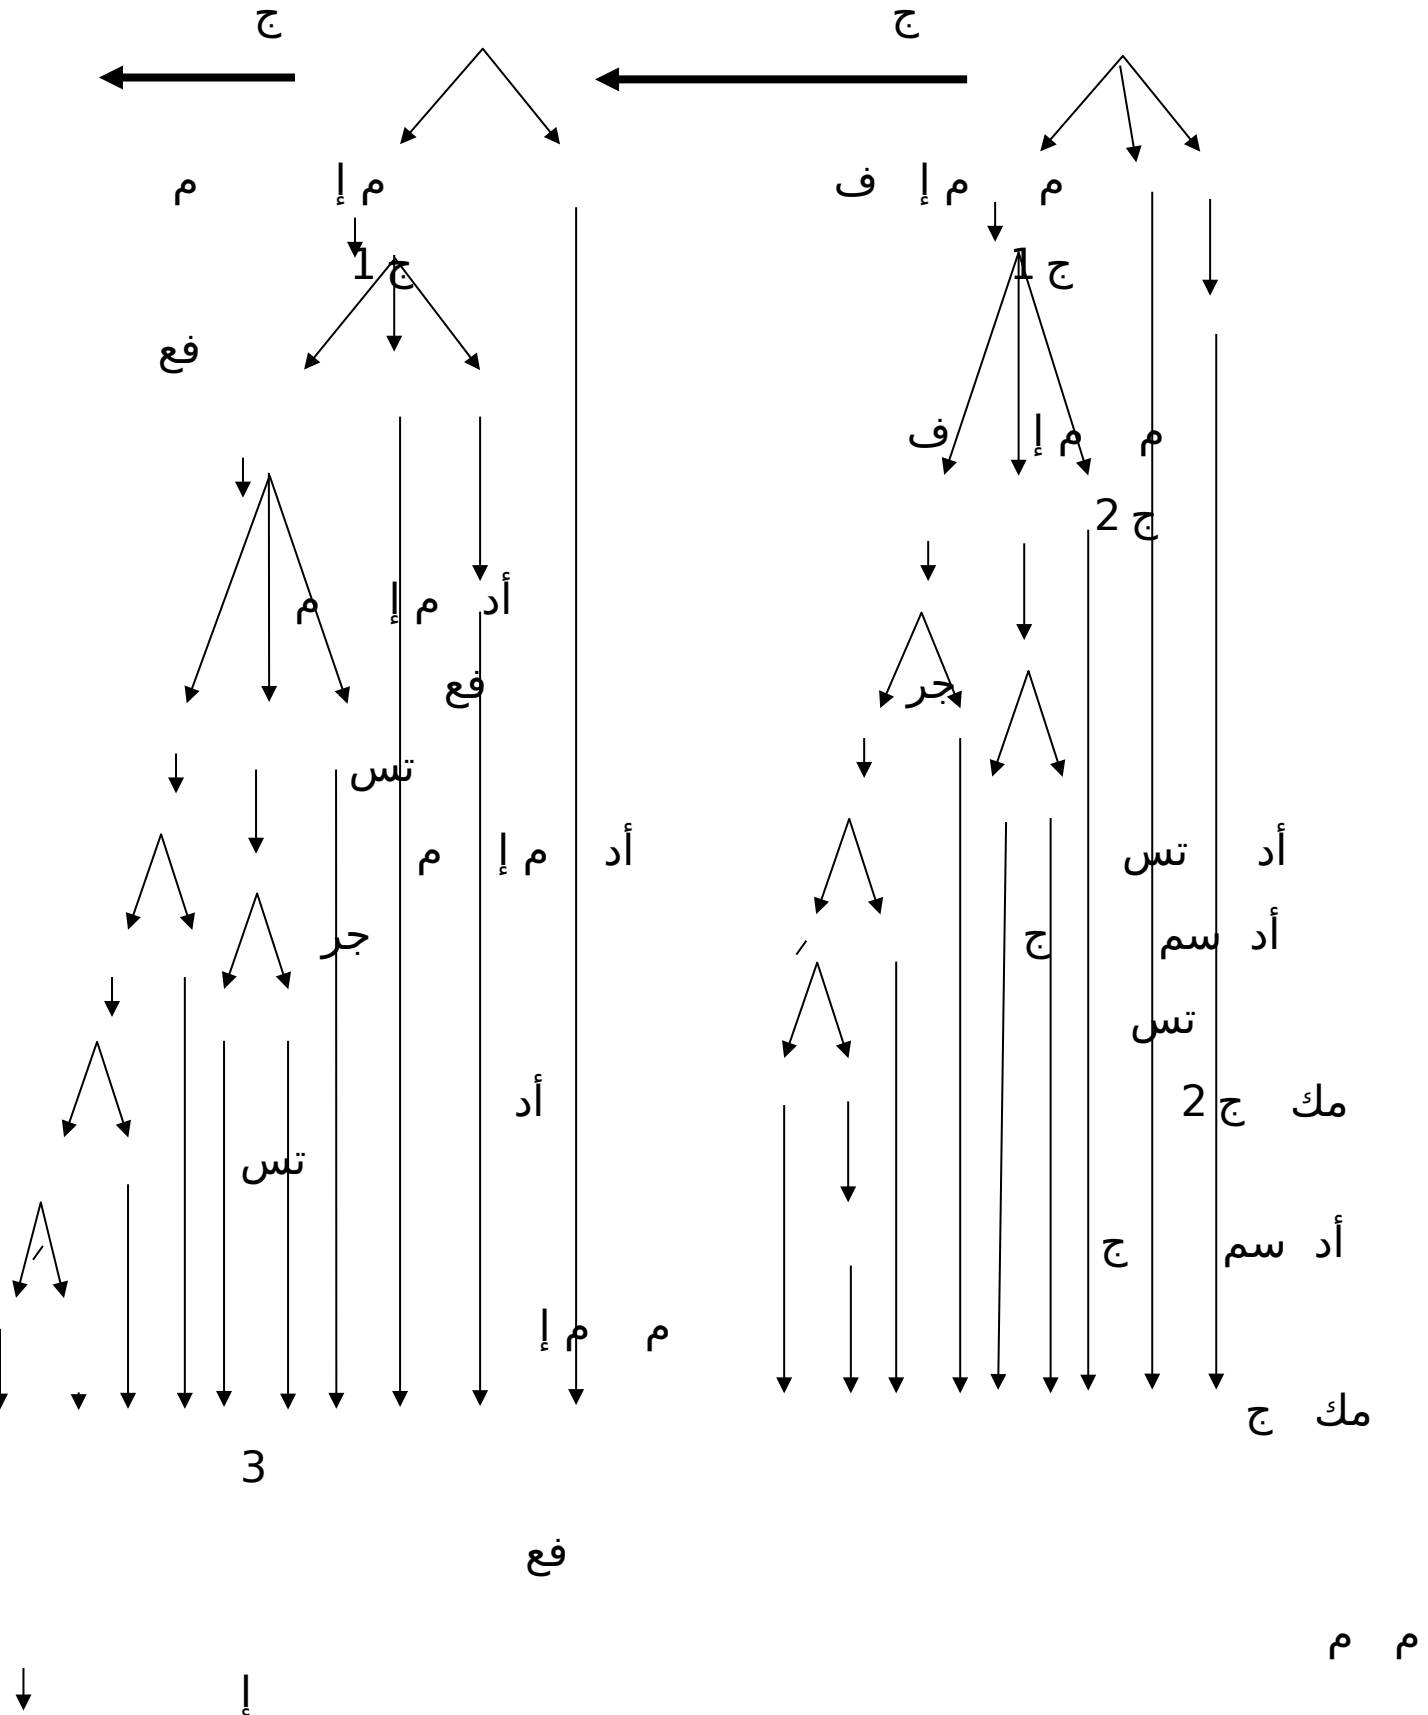 ج ج
م م إ ف م م إ
ج 1 ج 1
فع
م م إ ف
ج 2
أد م إ م
جر فع
تس
أد تس أد م إ م
أد سم ج جر
تس
مك ج 2 أد
تس
أد سم ج
م م إ
مك ج
3
فع
م م
إ